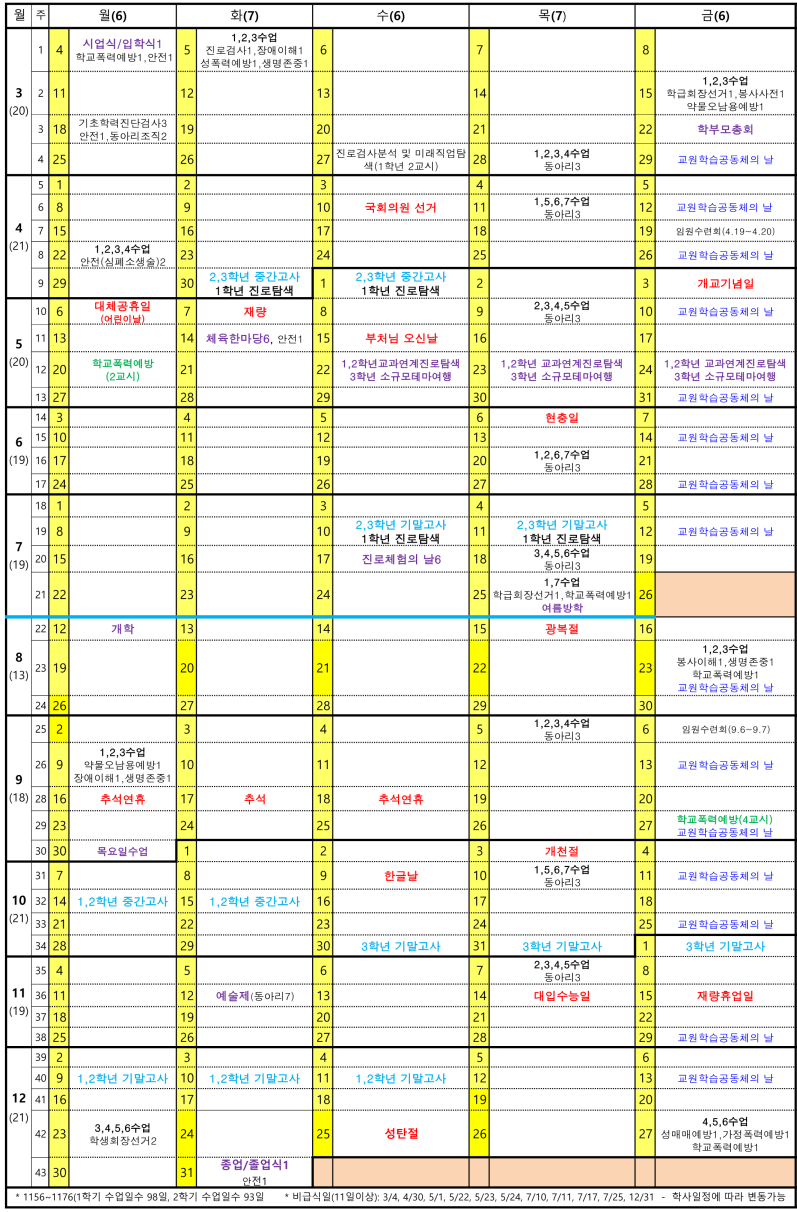 월 주 월(6) 화(7) 수(6) 목(7) 금(6)
3
(20)
1 4 시업식/입학식1
학교폭력예방1,안전1
5 1,2,3수업
진로검사1,장애이해1
성폭력예방1,생명존중1
6 7 8
2 11 12 13 14 15 1,2,3수업
학급회장선거1,봉사사전1
약물오남용예방1
3 18 기초학력진단검사3
안전1,동아리조직2
19 20 21 22 학부모총회
4 25 26 27 진로검사분석 및 미래직업탐
색(1학년 2교시)
28 1,2,3,4수업
동아리3
29 교원학습공동체의 날
4
(21)
5 1 2 3 4 5
6 8 9 10 국회의원 선거 11 1,5,6,7수업
동아리3
12 교원학습공동체의 날
7 15 16 17 18 19 임원수련회(4.19~4.20)
8 22 1,2,3,4수업
안전(심폐소생술)2
23 24 25 26 교원학습공동체의 날
9 29 30 2,3학년 중간고사
1학년 진로탐색
1 2,3학년 중간고사
1학년 진로탐색
2 3 개교기념일
5
(20)
10 6 대체공휴일
(어린이날)
7 재량 8 9 2,3,4,5수업
동아리3
10 교원학습공동체의 날
11 13 14 체육한마당6, 안전1 15 부처님 오신날 16 17
12 20 학교폭력예방
(2교시)
21 22 1,2학년교과연계진로탐색
3학년 소규모테마여행
23 1,2학년교과연계진로탐색
3학년 소규모테마여행
24 1,2학년교과연계진로탐색
3학년 소규모테마여행
13 27 28 29 30 31 교원학습공동체의 날
6
(19)
14 3 4 5 6 현충일 7
15 10 11 12 13 14 교원학습공동체의 날
16 17 18 19 20 1,2,6,7수업
동아리3
21
17 24 25 26 27 28 교원학습공동체의 날
7
(19)
18 1 2 3 4 5
19 8 9 10 2,3학년 기말고사
1학년 진로탐색
11 2,3학년 기말고사
1학년 진로탐색
12 교원학습공동체의 날
20 15 16 17 진로체험의 날6 18 3,4,5,6수업
동아리3
19
21 22 23 24 25 1,7수업
학급회장선거1,학교폭력예방1
여름방학
26
8
(13)
22 12 개학 13 14 15 광복절 16
23 19 20 21 22 23 1,2,3수업
봉사이해1,생명존중1
학교폭력예방1
교원학습공동체의 날
24 26 27 28 29 30
9
(18)
25 2 3 4 5 1,2,3,4수업
동아리3
6 임원수련회(9.6~9.7)
26 9 1,2,3수업
약물오남용예방1
장애이해1,생명존중1
10 11 12 13 교원학습공동체의 날
28 16 추석연휴 17 추석 18 추석연휴 19 20
29 23 24 25 26 27 학교폭력예방(4교시)
교원학습공동체의 날
30 30 목요일수업 1 2 3 개천절 4
10
(21)
31 7 8 9 한글날 10 1,5,6,7수업
동아리3
11 교원학습공동체의 날
32 14 1,2학년 중간고사 15 1,2학년 중간고사 16 17 18
33 21 22 23 24 25 교원학습공동체의 날
34 28 29 30 3학년 기말고사 31 3학년 기말고사 1 3학년 기말고사
11
(19)
35 4 5 6 7 2,3,4,5수업
동아리3
8
36 11 12 예술제(동아리7) 13 14 대입수능일 15 재량휴업일
37 18 19 20 21 22
38 25 26 27 28 29 교원학습공동체의 날
12
(21)
39 2 3 4 5 6
40 9 1,2학년 기말고사 10 1,2학년 기말고사 11 1,2학년 기말고사 12 13 교원학습공동체의 날
41 16 17 18 19 20
42 23 3,4,5,6수업
학생회장선거2
24 25 성탄절 26 27 4,5,6수업
성매매예방1,가정폭력예방1
학교폭력예방1
43 30 31 종업/졸업식1
안전1
* 1156~1176(1학기 수업일수 98일, 2학기 수업일수 93일 * 비급식일(11일이상): 3/4, 4/30, 5/1, 5/22, 5/23, 5/24, 7/10, 7/11, 7/17, 7/25, 12/31 - 학사일정에 따라 변동가능